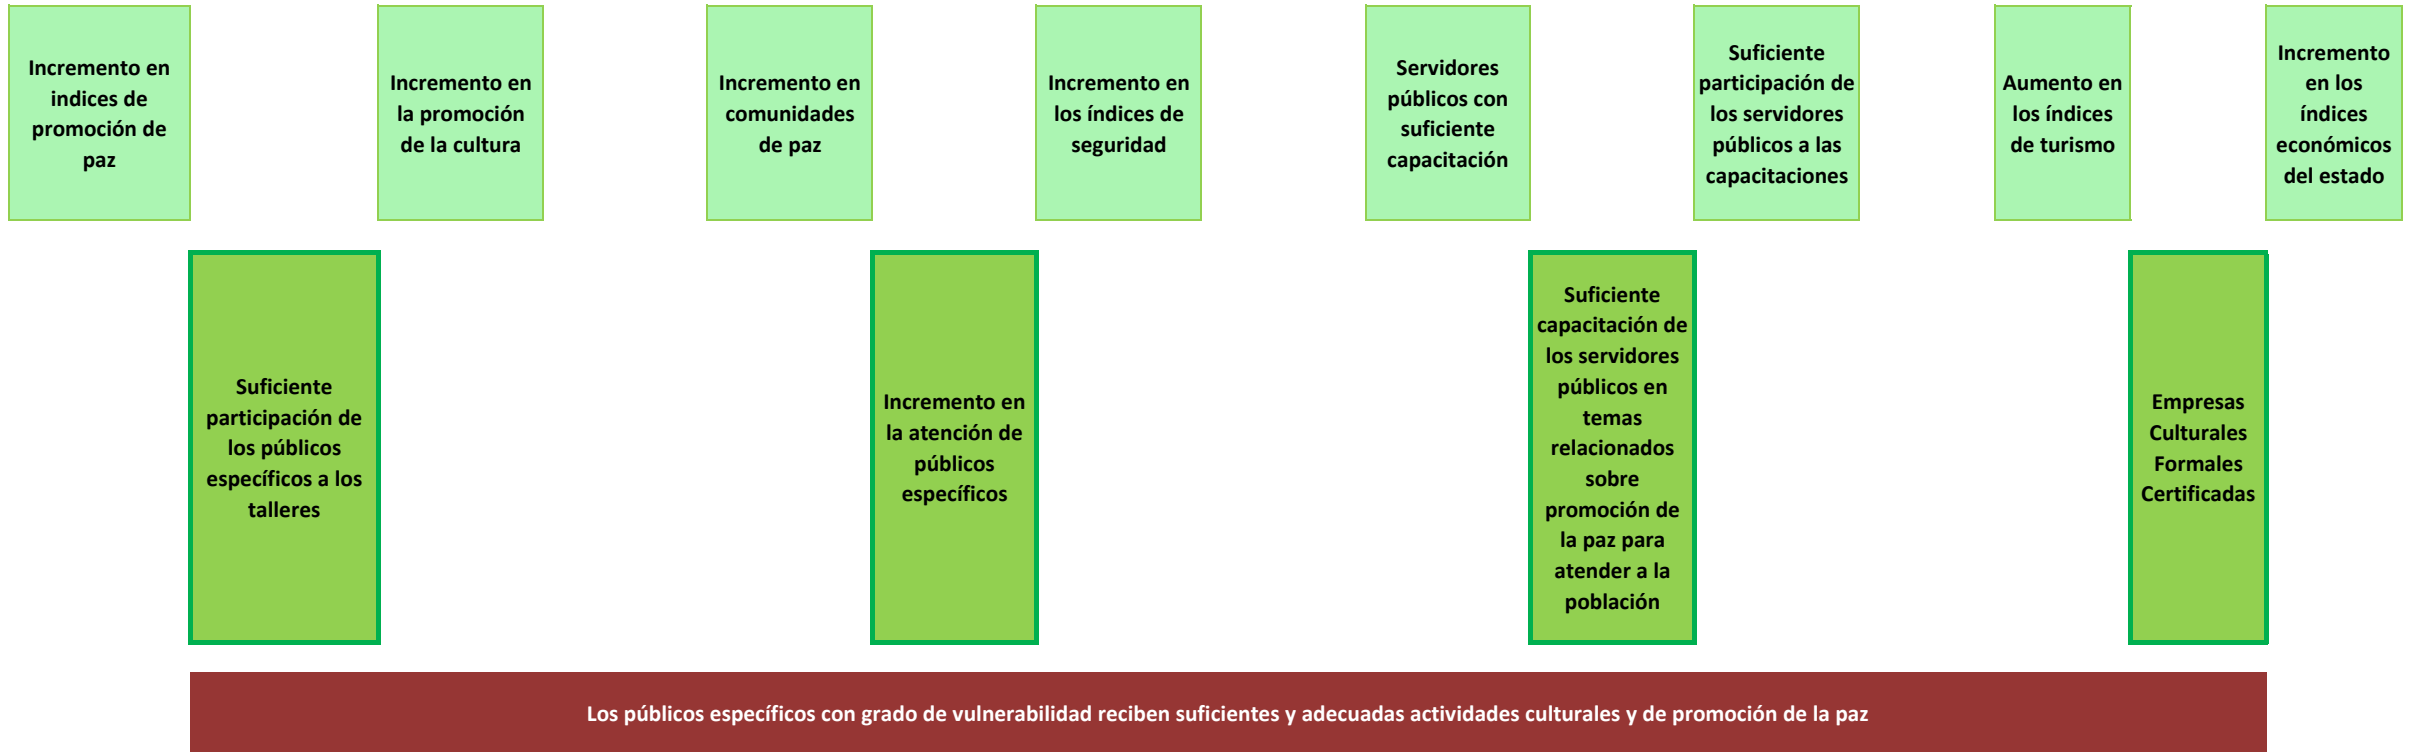 Incremento en
indices de
promoción de
paz
Incremento en
la promoción
de la cultura
Incremento en
comunidades
de paz
Incremento en
los índices de
seguridad
Servidores
públicos con
suficiente
capacitación
Suficiente
participación de
los servidores
públicos a las
capacitaciones
Aumento en
los índices
de turismo
Incremento
en los
índices
económicos
del estado
Suficiente
participación de
los públicos
específicos a los
talleres
Incremento en
la atención de
públicos
específicos
Suficiente
capacitación de
los servidores
públicos en
temas
relacionados
sobre
promoción de
la paz para
atender a la
población
Empresas
Culturales
Formales
Certificadas
Los públicos específicos con grado de vulnerabilidad reciben suficientes y adecuadas actividades culturales y de promoción de la paz